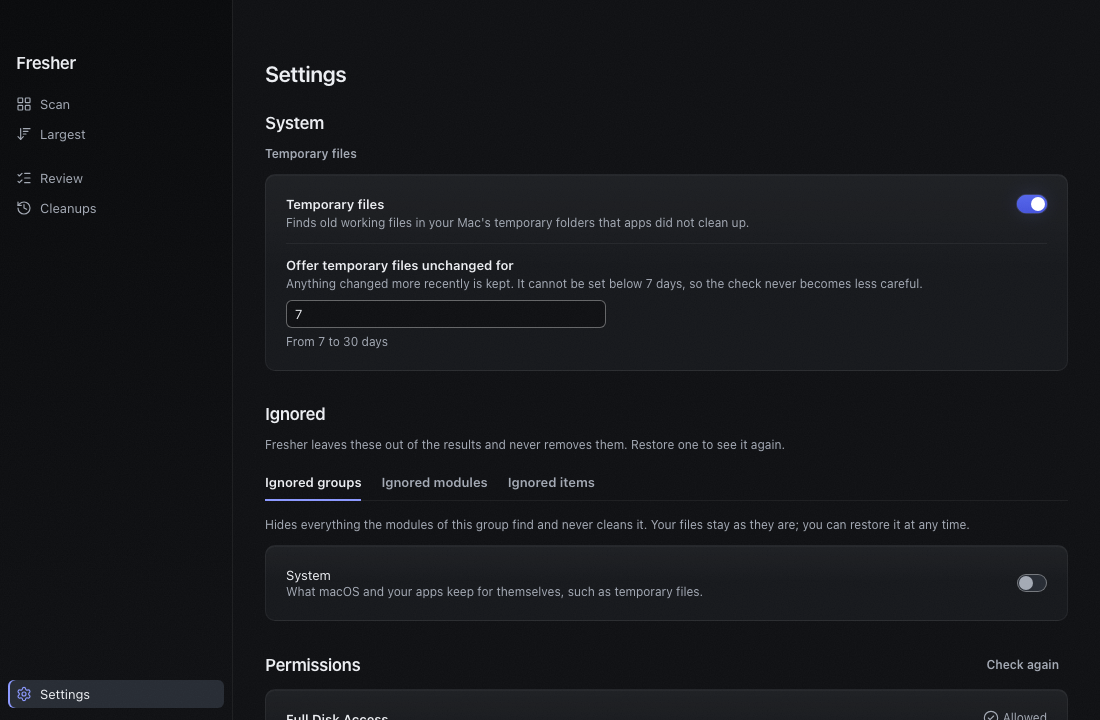 Fresher
Scan
Largest
Review
Cleanups
Settings
Settings
System
Temporary files
Temporary files
Finds old working files in your Mac's temporary folders that apps did not clean up.
Offer temporary files unchanged for
Anything changed more recently is kept. It cannot be set below 7 days, so the check never becomes less careful.
7
From 7 to 30 days
Ignored
Fresher leaves these out of the results and never removes them. Restore one to see it again.
Ignored groups
Ignored modules
Ignored items
Hides everything the modules of this group find and never cleans it. Your files stay as they are; you can restore it at any time.
System
What macOS and your apps keep for themselves, such as temporary files.
Permissions
Check again
Full Disk Access
Allowed